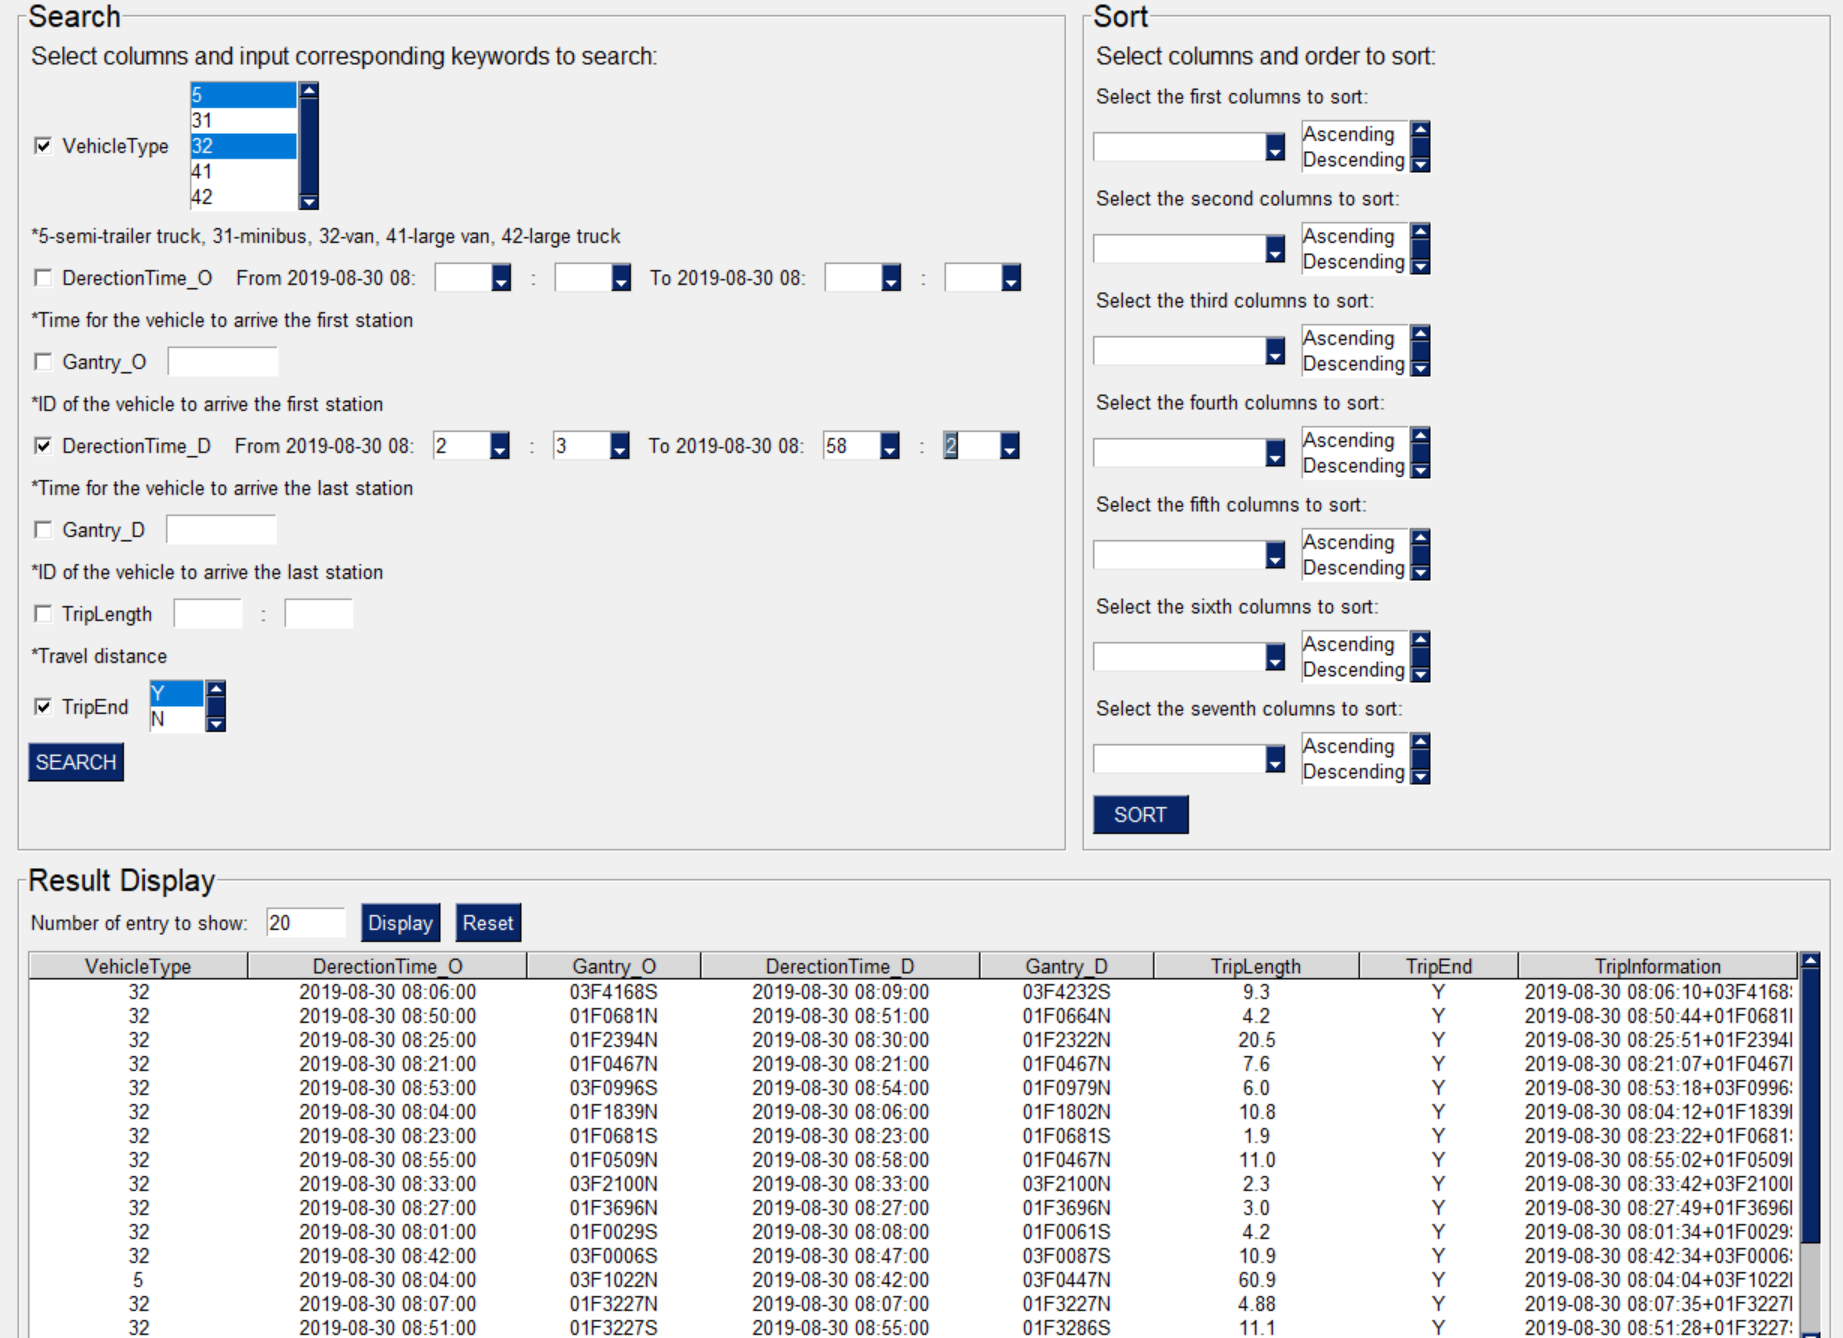 Search
Select columns and input corresponding keywords to search:
VehicleType
5
31
32
41
42
*5-semi-trailer truck, 31-minibus, 32-van, 41-large van, 42-large truck
DerectionTime_O From 2019-08-30 08: : To 2019-08-30 08: :
*Time for the vehicle to arrive the first station
Gantry_O
*ID of the vehicle to arrive the first station
DerectionTime_D From 2019-08-30 08: 2 : 3 To 2019-08-30 08: 58 : 2
*Time for the vehicle to arrive the last station
Gantry_D
*ID of the vehicle to arrive the last station
TripLength :
*Travel distance
TripEnd
Y
N
SEARCH
Sort
Select columns and order to sort:
Select the first columns to sort:
Ascending
Descending
Select the second columns to sort:
Ascending
Descending
Select the third columns to sort:
Ascending
Descending
Select the fourth columns to sort:
Ascending
Descending
Select the fifth columns to sort:
Ascending
Descending
Select the sixth columns to sort:
Ascending
Descending
Select the seventh columns to sort:
Ascending
Descending
SORT
Result Display
Number of entry to show: 20 Display Reset
VehicleType DerectionTime_O Gantry_O DerectionTime_D Gantry_D TripLength TripEnd TripInformation
32 2019-08-30 08:06:00 03F4168S 2019-08-30 08:09:00 03F4232S 9.3 Y 2019-08-30 08:06:10+03F4168
32 2019-08-30 08:50:00 01F0681N 2019-08-30 08:51:00 01F0664N 4.2 Y 2019-08-30 08:50:44+01F0681
32 2019-08-30 08:25:00 01F2394N 2019-08-30 08:30:00 01F2322N 20.5 Y 2019-08-30 08:25:51+01F2394
32 2019-08-30 08:21:00 01F0467N 2019-08-30 08:21:00 01F0467N 7.6 Y 2019-08-30 08:21:07+01F0467
32 2019-08-30 08:53:00 03F0996S 2019-08-30 08:54:00 01F0979N 6.0 Y 2019-08-30 08:53:18+03F0996
32 2019-08-30 08:04:00 01F1839N 2019-08-30 08:06:00 01F1802N 10.8 Y 2019-08-30 08:04:12+01F1839
32 2019-08-30 08:23:00 01F0681S 2019-08-30 08:23:00 01F0681S 1.9 Y 2019-08-30 08:23:22+01F0681
32 2019-08-30 08:55:00 01F0509N 2019-08-30 08:58:00 01F0467N 11.0 Y 2019-08-30 08:55:02+01F0509
32 2019-08-30 08:33:00 03F2100N 2019-08-30 08:33:00 03F2100N 2.3 Y 2019-08-30 08:33:42+03F2100
32 2019-08-30 08:27:00 01F3696N 2019-08-30 08:27:00 01F3696N 3.0 Y 2019-08-30 08:27:49+01F3696
32 2019-08-30 08:01:00 01F0029S 2019-08-30 08:08:00 01F0061S 4.2 Y 2019-08-30 08:01:34+01F0029
32 2019-08-30 08:42:00 03F0006S 2019-08-30 08:47:00 03F0087S 10.9 Y 2019-08-30 08:42:34+03F0006
5 2019-08-30 08:04:00 03F1022N 2019-08-30 08:42:00 03F0447N 60.9 Y 2019-08-30 08:04:04+03F1022
32 2019-08-30 08:07:00 01F3227N 2019-08-30 08:07:00 01F3227N 4.88 Y 2019-08-30 08:07:35+01F3227
32 2019-08-30 08:51:00 01F3227S 2019-08-30 08:55:00 01F3286S 11.1 Y 2019-08-30 08:51:28+01F3227